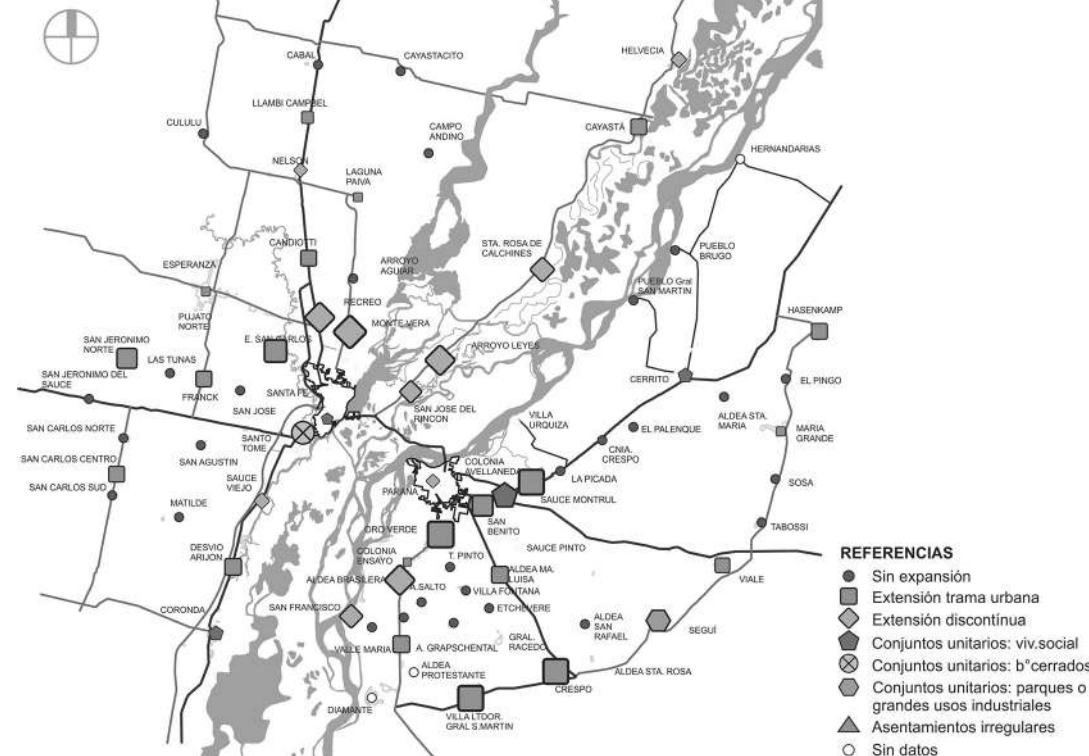 CABAL
CAYASTACITO
HELVECIA
LLAMBI CAMPBEL
CULULU
CAMPO
ANDINO
CAYASTÁ
HERNANDARIAS
NELSON
LAGUNA
PAIVA
CANDIOTTI
STA. ROSA DE
CALCHINES
PUEBLO
BRUGO
ESPERANZA
ARROYO
AGUIAR
PUEBLO Gral
SAN MARTIN
RECREO
HASENKAMP
PUJATO
NORTE
MONTE VERA
SAN JERONIMO
NORTE
E. SAN CARLOS
ARROYO LEYES
LAS TUNAS
SAN JERONIMO DEL
SAUCE
FRANCK
SANTA FE
CERRITO
EL PINGO
SAN JOSE
SAN JOSE DEL
RINCON
VILLA
URQUIZA
ALDEA STA.
MARIA
SAN CARLOS NORTE
SANTO
TOME
EL PALENQUE
MARIA
GRANDE
SAN CARLOS CENTRO
SAN AGUSTIN
CNIA.
CRESPO
SAN CARLOS SUD
SAUCE
VIEJO
COLONIA
AVELLANEDA
LA PICADA
SOSA
PARANA
SAUCE MONTRUL
MATILDE
SAN
BENITO
TABOSSI
ORO VERDE
SAUCE PINTO
DESVIO
ARIJON
COLONIA
ENSAYO
T. PINTO
VIALE
ALDEA BRASILERA
ALDEA MA.
LUISA
A.SALTO
VILLA FONTANA
CORONDA
SAN FRANCISCO
ETCHEVERE
ALDEA
SAN
RAFAEL
SEGUÍ
VALLE MARIA
A. GRAPSCHENTAL
GRAL.
RACEDO
ALDEA
PROTESTANTE
ALDEA STA. ROSA
CRESPO
DIAMANTE
VILLA LTDOR.
GRAL S.MARTIN
REFERENCIAS
Sin expansión
Extensión trama urbana
Extensión discontínua
Conjuntos unitarios: viv.social
Conjuntos unitarios: b°cerrados
Conjuntos unitarios: parques o
grandes usos industriales
Asentamientos irregulares
Sin datos